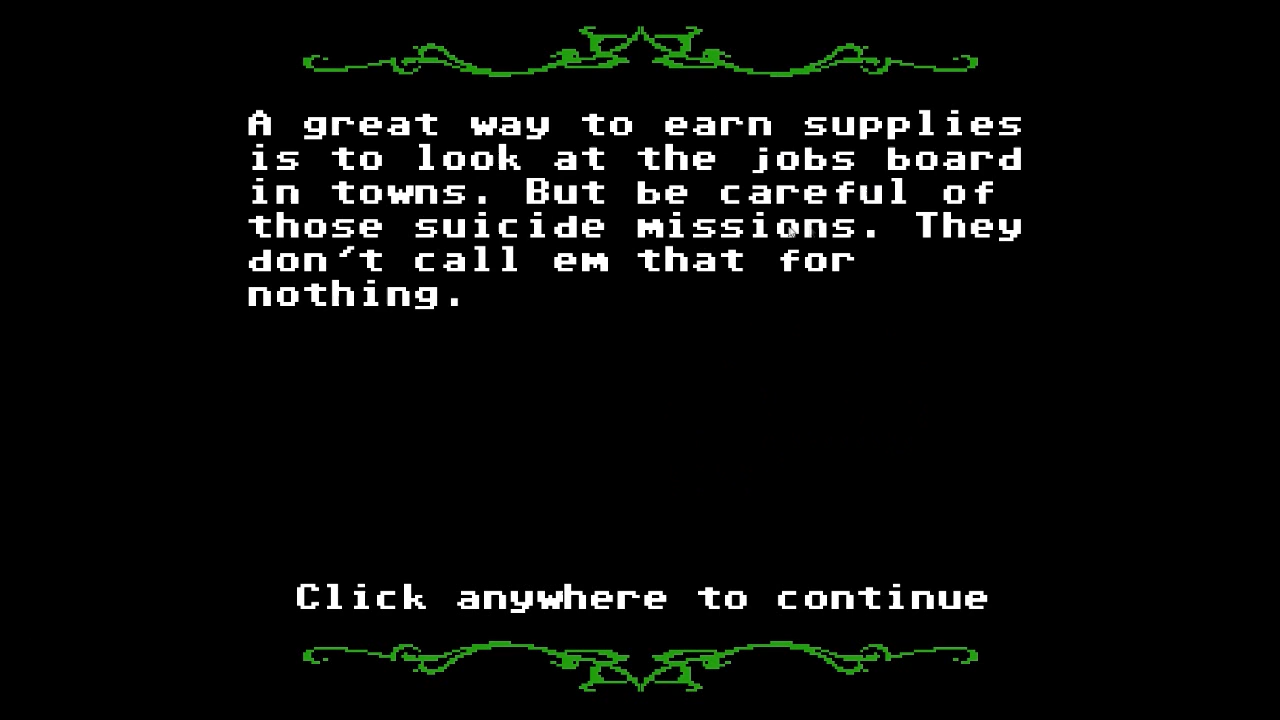 A great way to earn supplies
is to look at the jobs board
in towns. But be careful of
those suicide missions. They
don't call em that for
nothing.
Click anywhere to continue